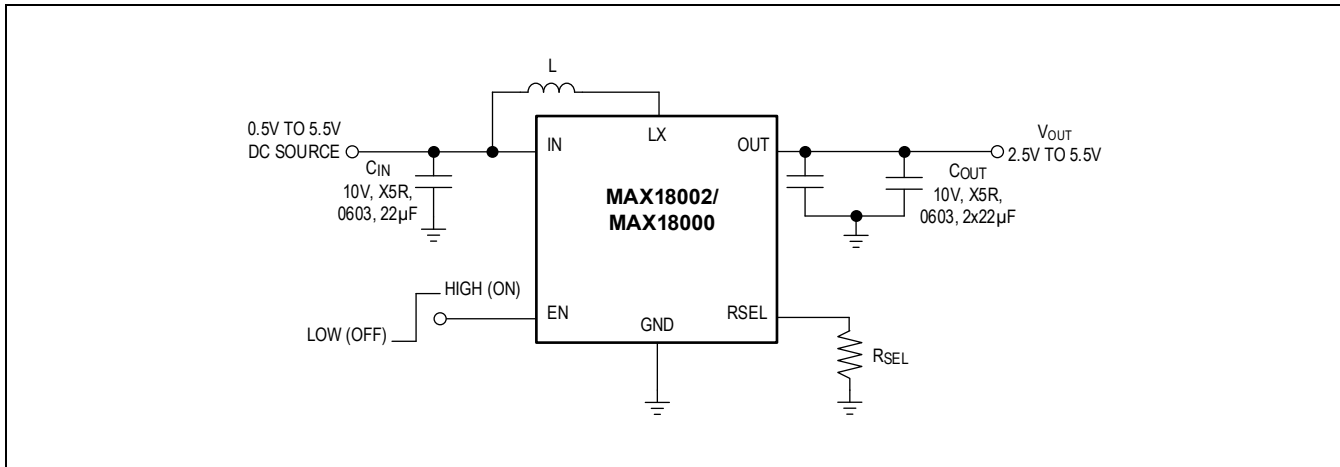 L
0.5V TO 5.5V
DC SOURCE
CIN
10V, X5R,
0603, 22µF
IN
LX
OUT
MAX18002/
MAX18000
VOUT
2.5V TO 5.5V
COUT
10V, X5R,
0603, 2x22µF
HIGH (ON)
LOW (OFF)
EN
GND
RSEL
RSEL